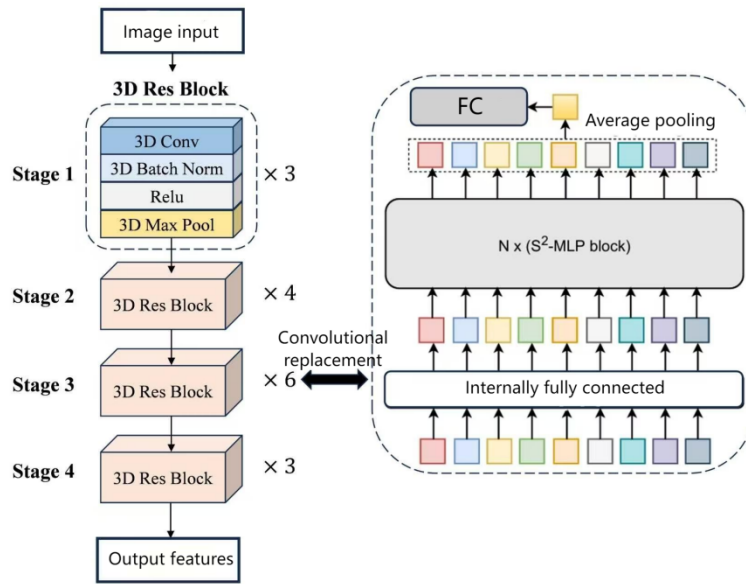 Image input
3D Res Block
Stage 1
3D Conv
3D Batch Norm
Relu
3D Max Pool
× 3
Stage 2
3D Res Block
× 4
Stage 3
3D Res Block
× 6
Convolutional
replacement
Stage 4
3D Res Block
× 3
Output features
FC
Average pooling
N x (S²-MLP block)
Internally fully connected